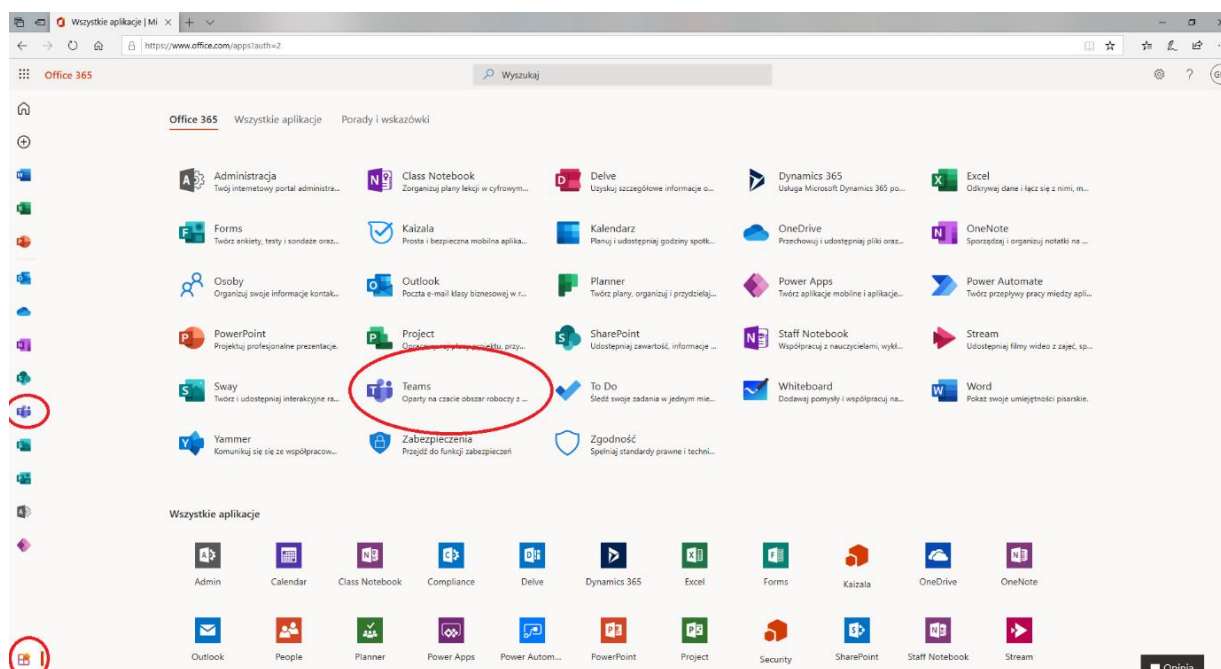 Wszystkie aplikacje | Mi
https://www.office.com/apps?auth=2
Office 365
Wyszukaj
Office 365 Wszystkie aplikacje Porady i wskazówki
Administracja
Twój internetowy portal administra...
Class Notebook
Zorganizuj plany lekcji w cyfrowym...
Delve
Uzyskuj szczegółowe informacje o...
Dynamics 365
Usługa Microsoft Dynamics 365 po...
Excel
Odkrywaj dane i łącz się z nimi, m...
Forms
Twórz ankiety, testy i sondaże oraz...
Kaizala
Prosta i bezpieczna mobilna aplika...
Kalendarz
Planuj i udostępniaj godziny spotk...
OneDrive
Przechowuj i udostępniaj pliki oraz...
OneNote
Sporządzaj i organizuj notatki na ...
Osoby
Organizuj swoje informacje kontak...
Outlook
Poczta e-mail klasy biznesowej w r...
Planner
Twórz plany, organizuj i przydzielaj...
Power Apps
Twórz aplikacje mobilne i aplikacje...
Power Automate
Twórz przepływy pracy między apli...
PowerPoint
Projektuj profesjonalne prezentacje.
Project
Opracowuj plany projektu, przy...
SharePoint
Udostępniaj zawartość, informacje ...
Staff Notebook
Współpracuj z nauczycielami, wykł...
Stream
Udostępniaj filmy wideo z zajęć, sp...
Sway
Twórz i udostępniaj interakcyjne ra...
Teams
Oparty na czacie obszar roboczy z ...
To Do
Śledź swoje zadania w jednym mie...
Whiteboard
Dodawaj pomysły i współpracuj na...
Word
Pokaż swoje umiejętności pisarskie.
Yammer
Komunikuj się się ze współpracow...
Zabezpieczenia
Przejdź do funkcji zabezpieczeń
Zgodność
Spełniaj standardy prawne i techni...
Wszystkie aplikacje
Admin Calendar Class Notebook Compliance Delve Dynamics 365 Excel Forms Kaizala OneDrive OneNote
Outlook People Planner Power Apps Power Autom... PowerPoint Project Security SharePoint Staff Notebook Stream
Opinia